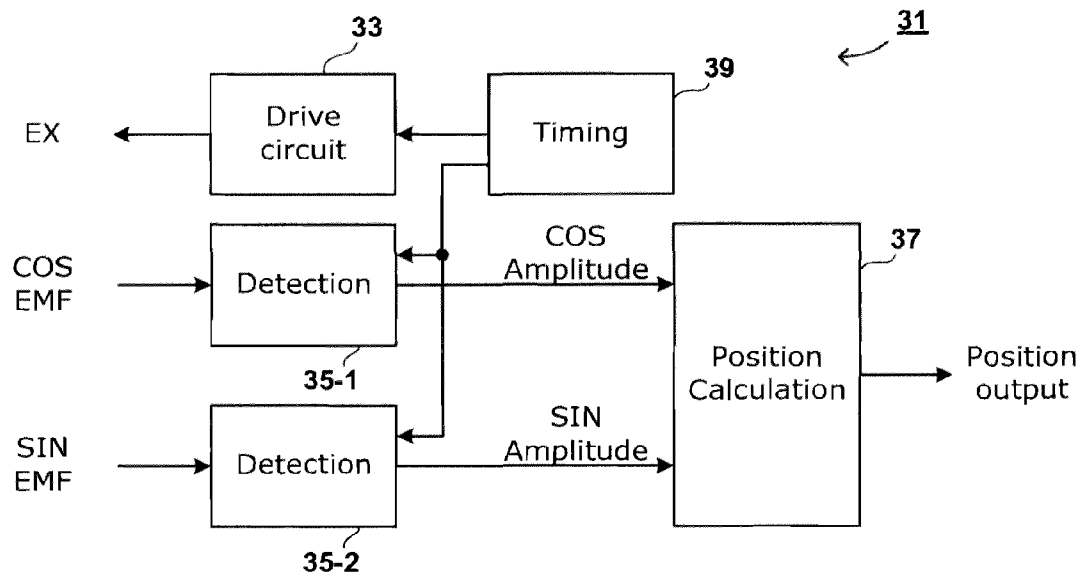 31
33
39
EX
Drive
circuit
Timing
COS
EMF
Detection
COS
Amplitude
37
35-1
Position
Calculation
Position
output
SIN
EMF
Detection
SIN
Amplitude
35-2